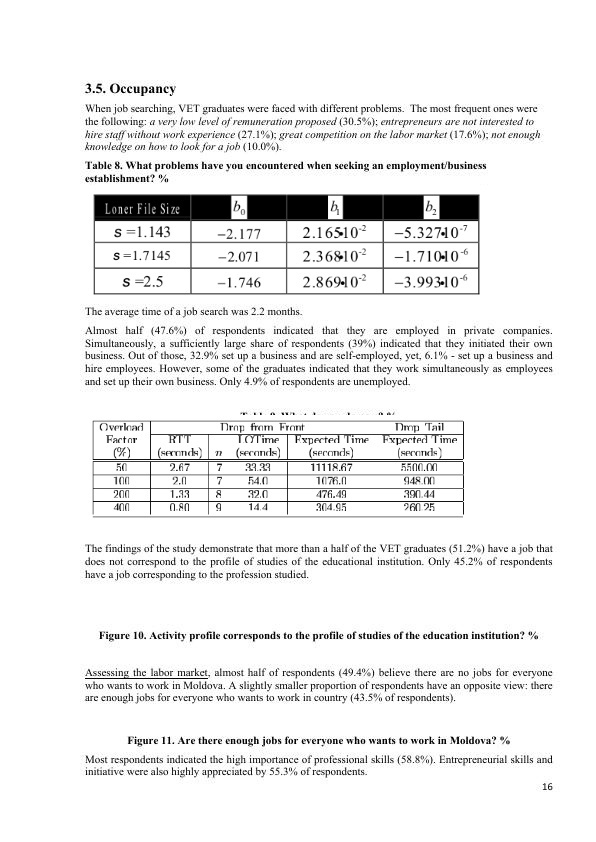 3.5. Occupancy
When job searching, VET graduates were faced with different problems. The most frequent ones were
the following: a very low level of remuneration proposed (30.5%); entrepreneurs are not interested to
hire staff without work experience (27.1%); great competition on the labor market (17.6%); not enough
knowledge on how to look for a job (10.0%).
Table 8. What problems have you encountered when seeking an employment/business
establishment? %
Loner File Size b0 b1 b2
s =1.143 −2.177 2.165•10^-2 −5.327•10^-7
s =1.7145 −2.071 2.368•10^-2 −1.710•10^-6
s =2.5 −1.746 2.869•10^-2 −3.993•10^-6
The average time of a job search was 2.2 months.
Almost half (47.6%) of respondents indicated that they are employed in private companies.
Simultaneously, a sufficiently large share of respondents (39%) indicated that they initiated their own
business. Out of those, 32.9% set up a business and are self-employed, yet, 6.1% - set up a business and
hire employees. However, some of the graduates indicated that they work simultaneously as employees
and set up their own business. Only 4.9% of respondents are unemployed.
Overload Drop from Front Drop Tail
Factor RTT LGTime Expected Time Expected Time
(%) (seconds) n (seconds) (seconds) (seconds)
50 2.67 7 33.33 11118.67 5500.00
100 2.0 7 54.0 1076.0 948.00
200 1.33 8 32.0 476.49 390.44
400 0.80 9 14.4 304.95 260.25
The findings of the study demonstrate that more than a half of the VET graduates (51.2%) have a job that
does not correspond to the profile of studies of the educational institution. Only 45.2% of respondents
have a job corresponding to the profession studied.
Figure 10. Activity profile corresponds to the profile of studies of the education institution? %
Assessing the labor market, almost half of respondents (49.4%) believe there are no jobs for everyone
who wants to work in Moldova. A slightly smaller proportion of respondents have an opposite view: there
are enough jobs for everyone who wants to work in country (43.5% of respondents).
Figure 11. Are there enough jobs for everyone who wants to work in Moldova? %
Most respondents indicated the high importance of professional skills (58.8%). Entrepreneurial skills and
initiative were also highly appreciated by 55.3% of respondents.
16